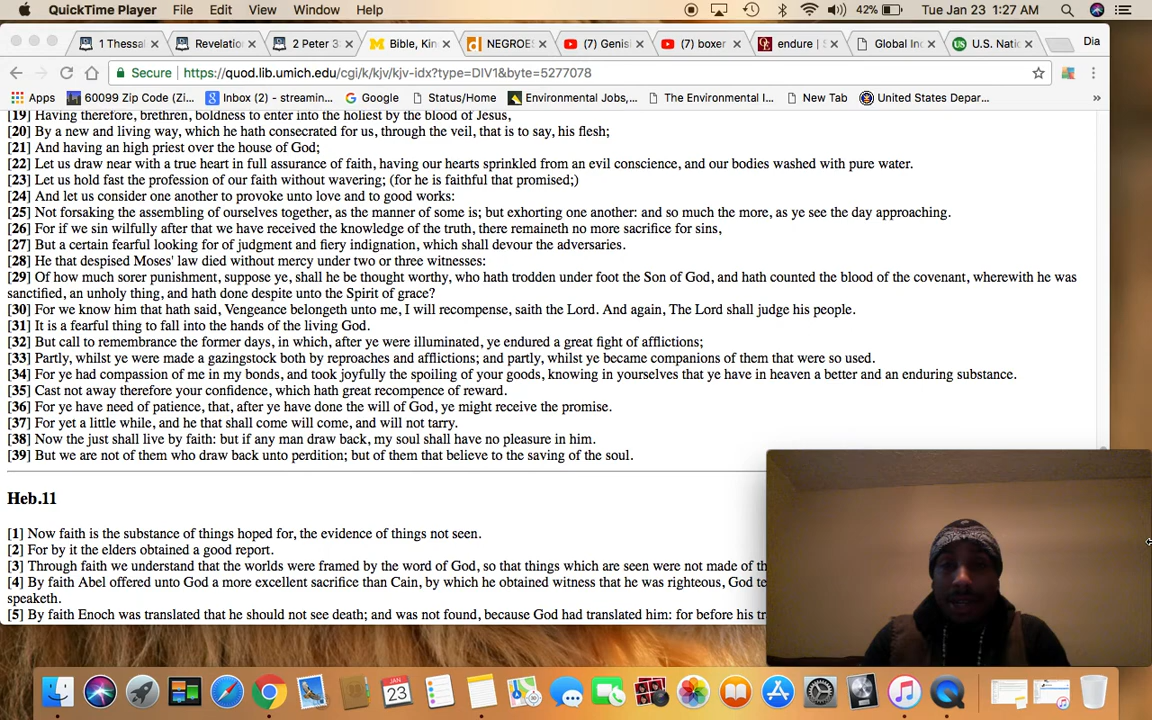 QuickTime Player File Edit View Window Help 42% Tue Jan 23 1:27 AM
1 Thessal Revelation 2 Peter 3: Bible, Kin NEGROES (7) Genis (7) boxer endure | S Global Inc U.S. Nati Dia
Secure https://quod.lib.umich.edu/cgi/k/kjv/kjv-idx?type=DIV1&byte=5277078
Apps 60099 Zip Code (Zi... Inbox (2) - streamin... Google Status/Home Environmental Jobs,... The Environmental I... New Tab United States Depar... »
[19] Having therefore, brethren, boldness to enter into the holiest by the blood of Jesus,
[20] By a new and living way, which he hath consecrated for us, through the veil, that is to say, his flesh;
[21] And having an high priest over the house of God;
[22] Let us draw near with a true heart in full assurance of faith, having our hearts sprinkled from an evil conscience, and our bodies washed with pure water.
[23] Let us hold fast the profession of our faith without wavering; (for he is faithful that promised;)
[24] And let us consider one another to provoke unto love and to good works:
[25] Not forsaking the assembling of ourselves together, as the manner of some is; but exhorting one another: and so much the more, as ye see the day approaching.
[26] For if we sin wilfully after that we have received the knowledge of the truth, there remaineth no more sacrifice for sins,
[27] But a certain fearful looking for of judgment and fiery indignation, which shall devour the adversaries.
[28] He that despised Moses' law died without mercy under two or three witnesses:
[29] Of how much sorer punishment, suppose ye, shall he be thought worthy, who hath trodden under foot the Son of God, and hath counted the blood of the covenant, wherewith he was
sanctified, an unholy thing, and hath done despite unto the Spirit of grace?
[30] For we know him that hath said, Vengeance belongeth unto me, I will recompense, saith the Lord. And again, The Lord shall judge his people.
[31] It is a fearful thing to fall into the hands of the living God.
[32] But call to remembrance the former days, in which, after ye were illuminated, ye endured a great fight of afflictions;
[33] Partly, whilst ye were made a gazingstock both by reproaches and afflictions; and partly, whilst ye became companions of them that were so used.
[34] For ye had compassion of me in my bonds, and took joyfully the spoiling of your goods, knowing in yourselves that ye have in heaven a better and an enduring substance.
[35] Cast not away therefore your confidence, which hath great recompence of reward.
[36] For ye have need of patience, that, after ye have done the will of God, ye might receive the promise.
[37] For yet a little while, and he that shall come will come, and will not tarry.
[38] Now the just shall live by faith: but if any man draw back, my soul shall have no pleasure in him.
[39] But we are not of them who draw back unto perdition; but of them that believe to the saving of the soul.
Heb.11
[1] Now faith is the substance of things hoped for, the evidence of things not seen.
[2] For by it the elders obtained a good report.
[3] Through faith we understand that the worlds were framed by the word of God, so that things which are seen were not made of th
[4] By faith Abel offered unto God a more excellent sacrifice than Cain, by which he obtained witness that he was righteous, God te
speaketh.
[5] By faith Enoch was translated that he should not see death; and was not found, because God had translated him: for before his tr
JAN
23